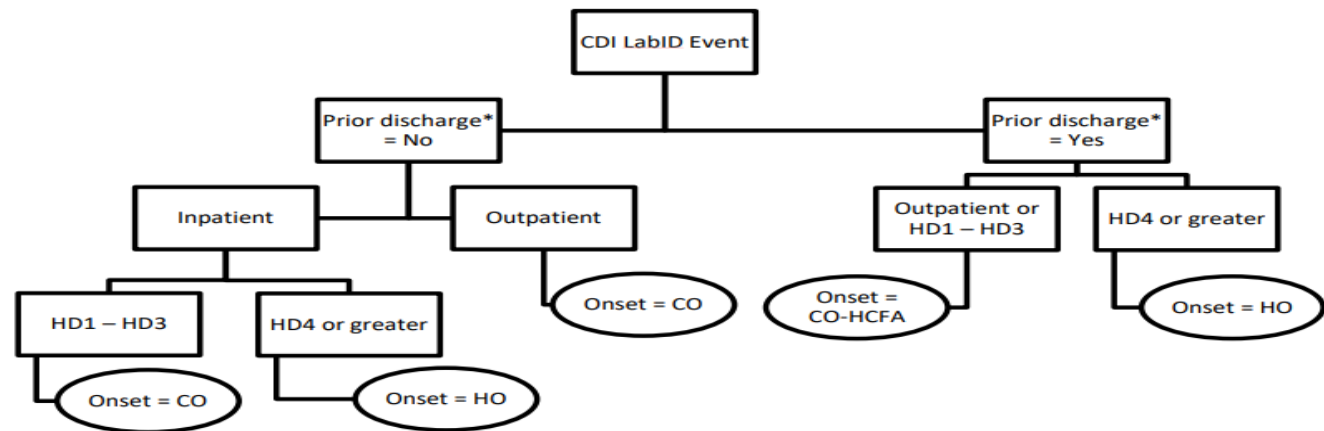 CDI LabID Event
Prior discharge*
= No
Prior discharge*
= Yes
Inpatient
Outpatient
Outpatient or
HD1 – HD3
HD4 or greater
HD1 – HD3
HD4 or greater
Onset = CO
Onset =
CO-HCFA
Onset = HO
Onset = CO
Onset = HO